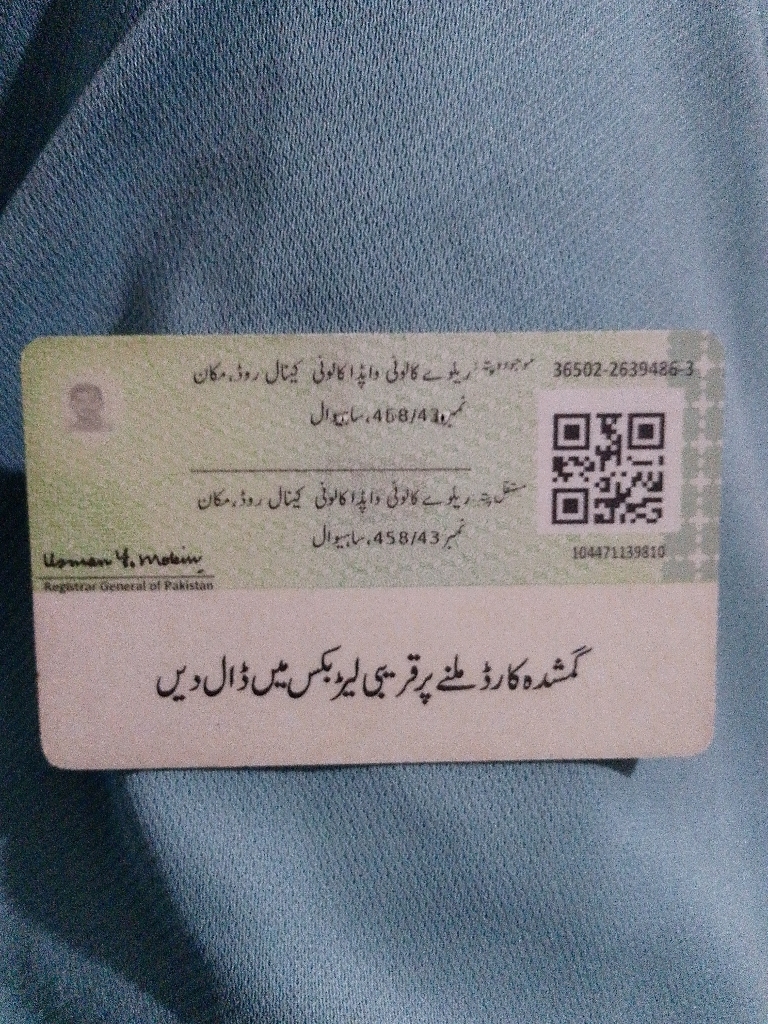 موجودہ پتہ: ریلوے کالونی واپڈا کالونی کینال روڈ، مکان
نمبر 458/43، ساہیوال
36502-2639486-3
مستقل پتہ: ریلوے کالونی واپڈا کالونی کینال روڈ، مکان
نمبر 458/43، ساہیوال
104471139810
Usman Y. Mobin
Registrar General of Pakistan
گمشدہ کارڈ ملنے پر قریبی لیٹر بکس میں ڈال دیں